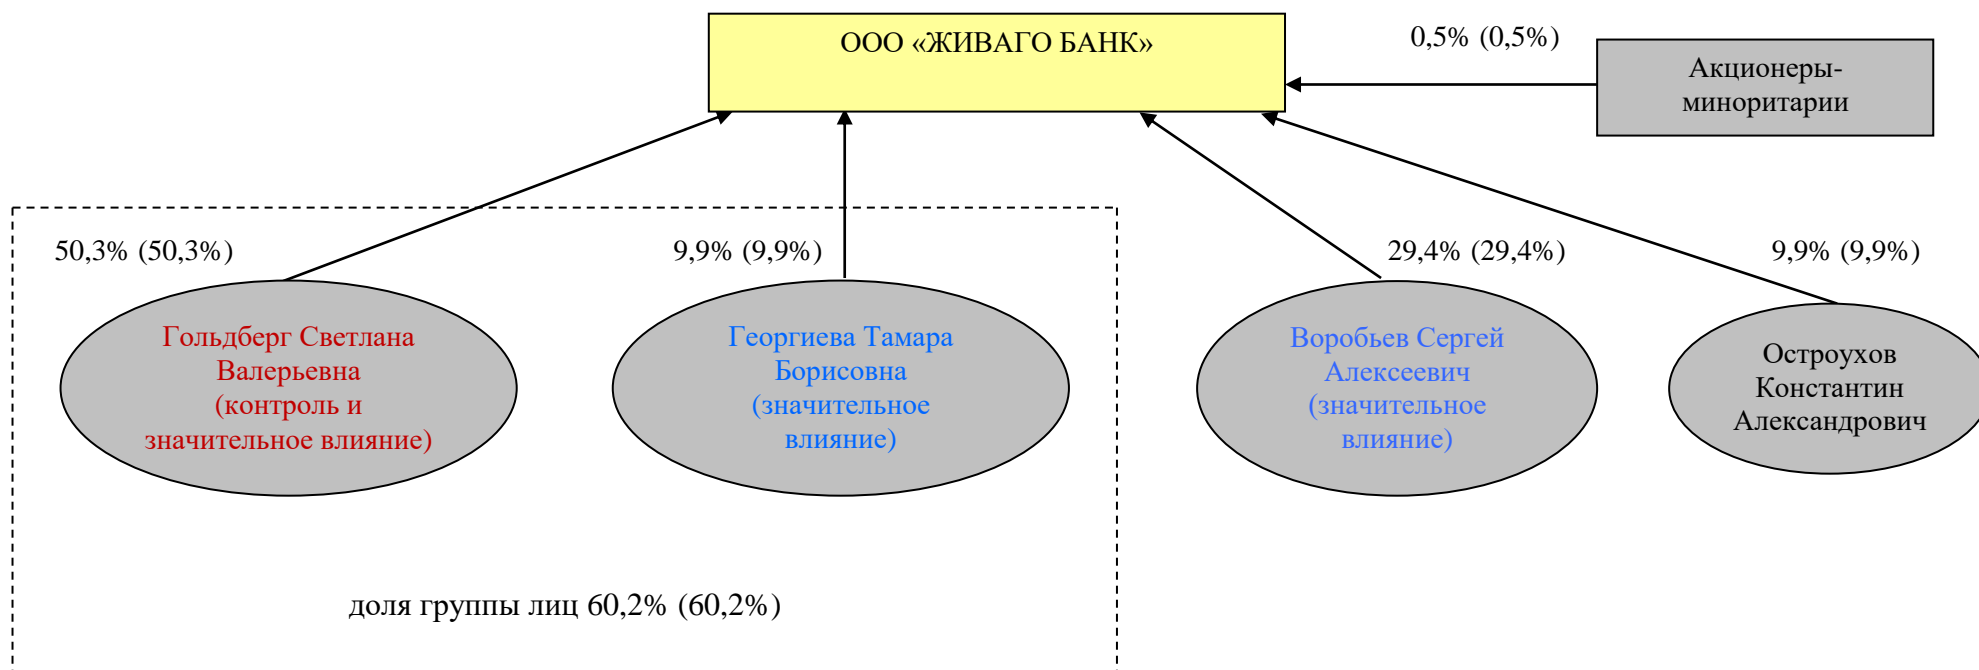 ООО «ЖИВАГО БАНК»
0,5% (0,5%)
Акционеры-
миноритарии
50,3% (50,3%)
9,9% (9,9%)
29,4% (29,4%)
9,9% (9,9%)
Гольдберг Светлана
Валерьевна
(контроль и
значительное влияние)
Георгиева Тамара
Борисовна
(значительное
влияние)
Воробьев Сергей
Алексеевич
(значительное
влияние)
Остроухов
Константин
Александрович
доля группы лиц 60,2% (60,2%)